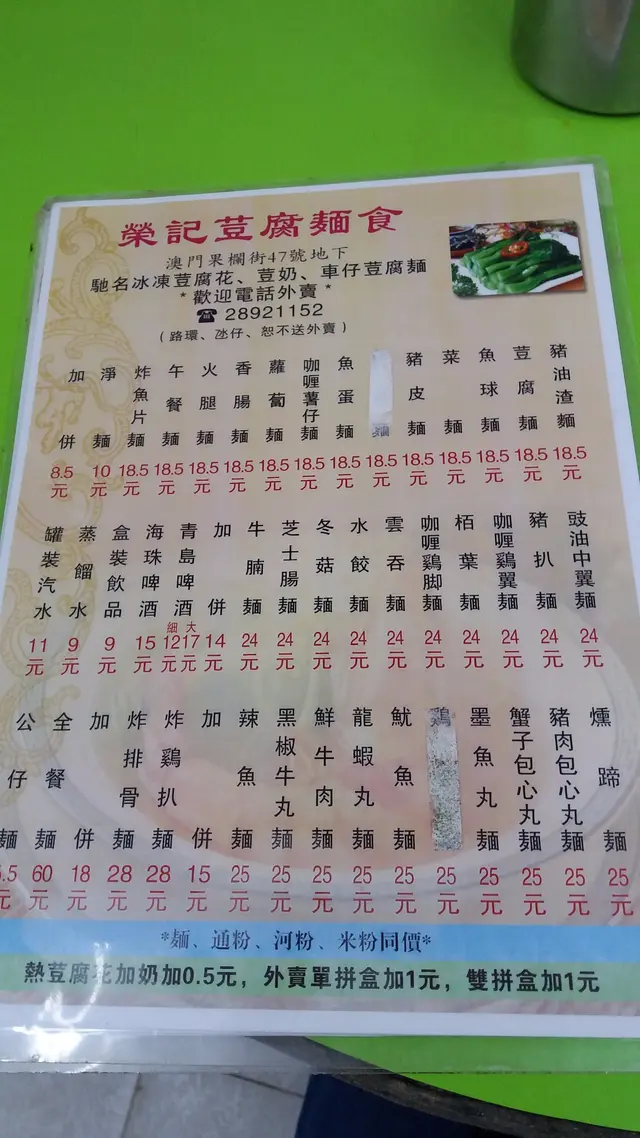 榮記荳腐麵食
澳門果欄街47號地下
馳名冰凍荳腐花、荳奶、車仔荳腐麵
*歡迎電話外賣*
☎ 28921152
(路環、氹仔、恕不送外賣)
豬油渣麵 18.5元
荳腐麵 18.5元
魚球麵 18.5元
菜麵 18.5元
豬皮麵 18.5元
麵 18.5元
魚蛋麵 18.5元
咖喱薯仔麵 18.5元
蘿蔔麵 18.5元
香腸麵 18.5元
火腿麵 18.5元
午餐麵 18.5元
炸魚片麵 18.5元
淨麵 10元
加併 8.5元
豉油中翼麵 24元
豬扒麵 24元
咖喱鷄翼麵 24元
栢葉麵 24元
咖喱鷄脚麵 24元
雲吞麵 24元
水餃麵 24元
冬菇麵 24元
芝士腸麵 24元
牛腩麵 24元
加併 14元
青島啤酒 細12元 大17元
海珠啤酒 15元
盒裝飲品 9元
蒸餾水 9元
罐裝汽水 11元
燻蹄麵 25元
豬肉包心丸麵 25元
蟹子包心丸麵 25元
墨魚丸麵 25元
鷄 25元
魷魚麵 25元
龍蝦丸麵 25元
鮮牛肉麵 25元
黑椒牛丸麵 25元
辣魚麵 25元
加併 15元
炸鷄扒麵 28元
炸排骨麵 28元
加併 18元
全餐麵 60元
公仔麵 .5元
*麵、通粉、河粉、米粉同價*
熱荳腐花加奶加0.5元，外賣單拼盒加1元，雙拼盒加1元